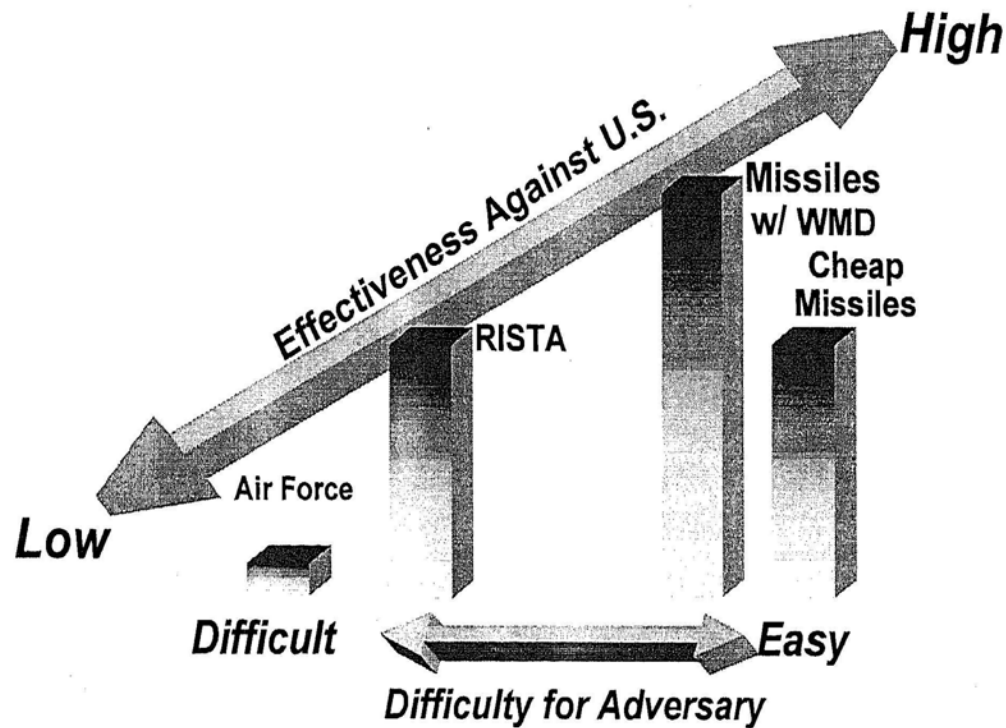 High
Effectiveness Against U.S.
Missiles
w/ WMD
Cheap
Missiles
RISTA
Air Force
Low
Difficult
Easy
Difficulty for Adversary